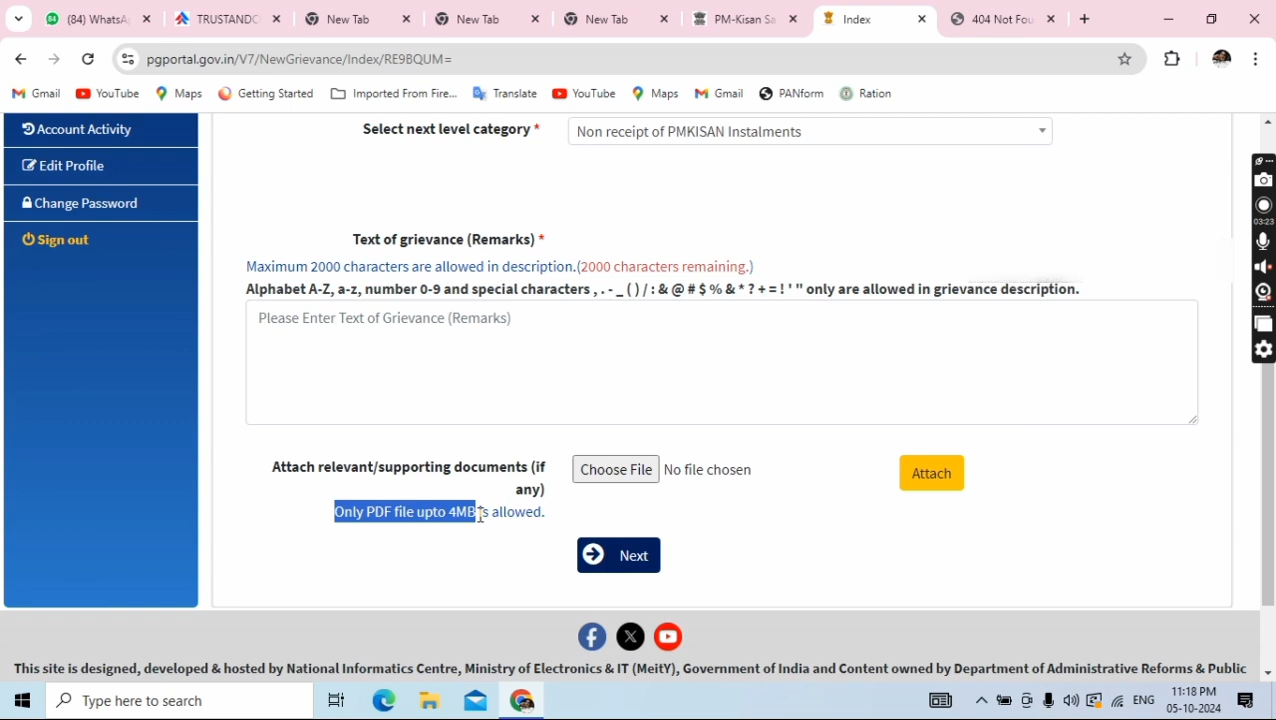 (84) WhatsA
TRUSTANDC
New Tab
New Tab
New Tab
PM-Kisan Sa
Index
404 Not Fou
pgportal.gov.in/V7/NewGrievance/Index/RE9BQUM=
Gmail
YouTube
Maps
Getting Started
Imported From Fire...
Translate
YouTube
Maps
Gmail
PANform
Ration
Account Activity
Edit Profile
Change Password
Sign out
Select next level category *
Non receipt of PMKISAN Instalments
Text of grievance (Remarks) *
Maximum 2000 characters are allowed in description.(2000 characters remaining.)
Alphabet A-Z, a-z, number 0-9 and special characters , . - _ ( ) / : & @ # $ % & * ? + = ! ' " only are allowed in grievance description.
Please Enter Text of Grievance (Remarks)
Attach relevant/supporting documents (if
any)
Only PDF file upto 4MB is allowed.
Choose File No file chosen
Attach
Next
03:23
This site is designed, developed & hosted by National Informatics Centre, Ministry of Electronics & IT (MeitY), Government of India and Content owned by Department of Administrative Reforms & Public
Type here to search
ENG
11:18 PM
05-10-2024